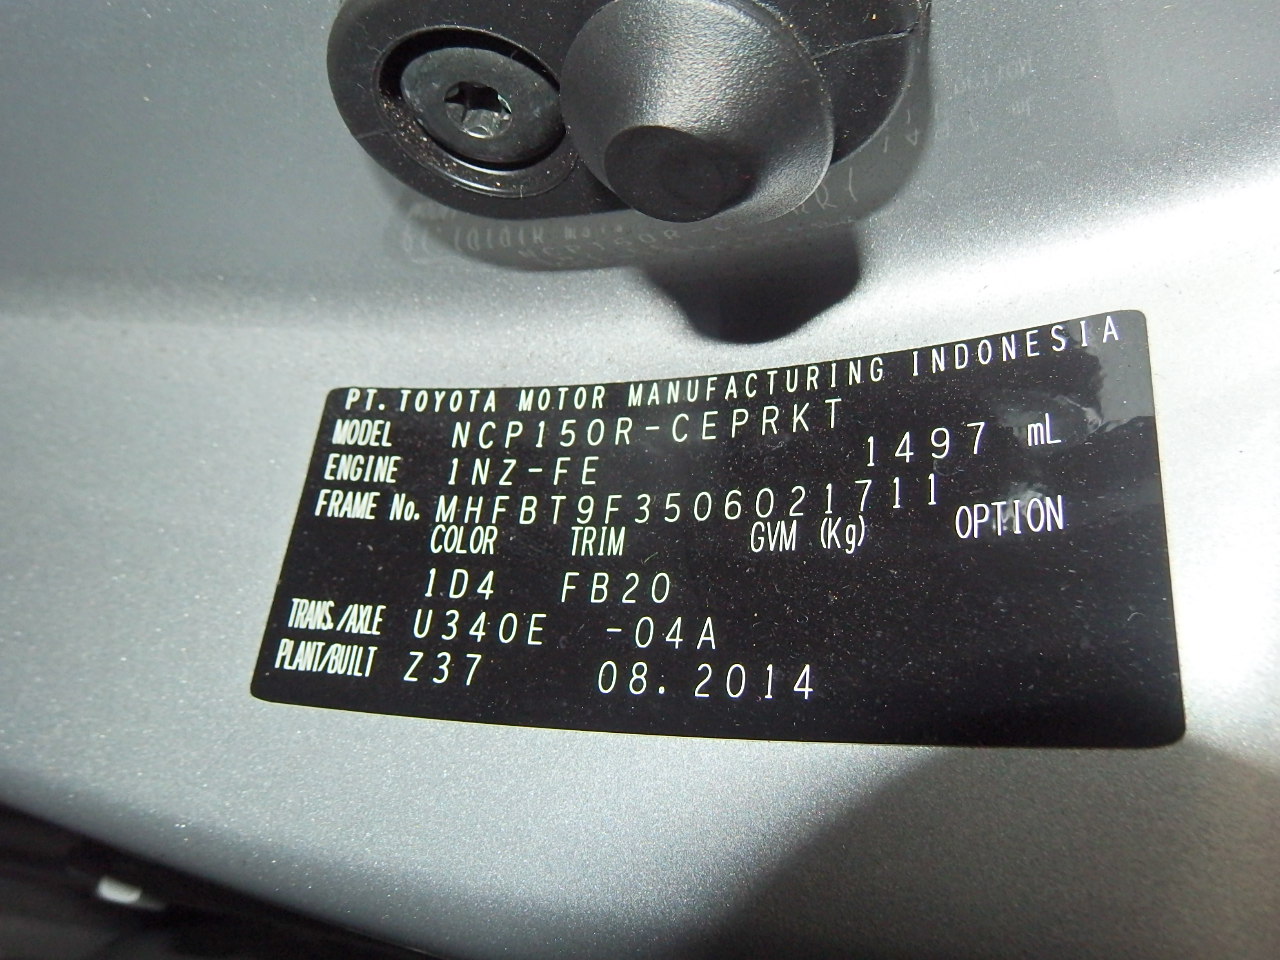 PT. TOYOTA MOTOR MANUFACTURING INDONESIA
MODEL NCP150R-CEPRKT
ENGINE 1NZ-FE 1497 mL
FRAME No. MHFBT9F3506021711
COLOR TRIM GVM (Kg) OPTION
1D4 FB20
TRANS./AXLE U340E -04A
PLANT/BUILT Z37 08.2014